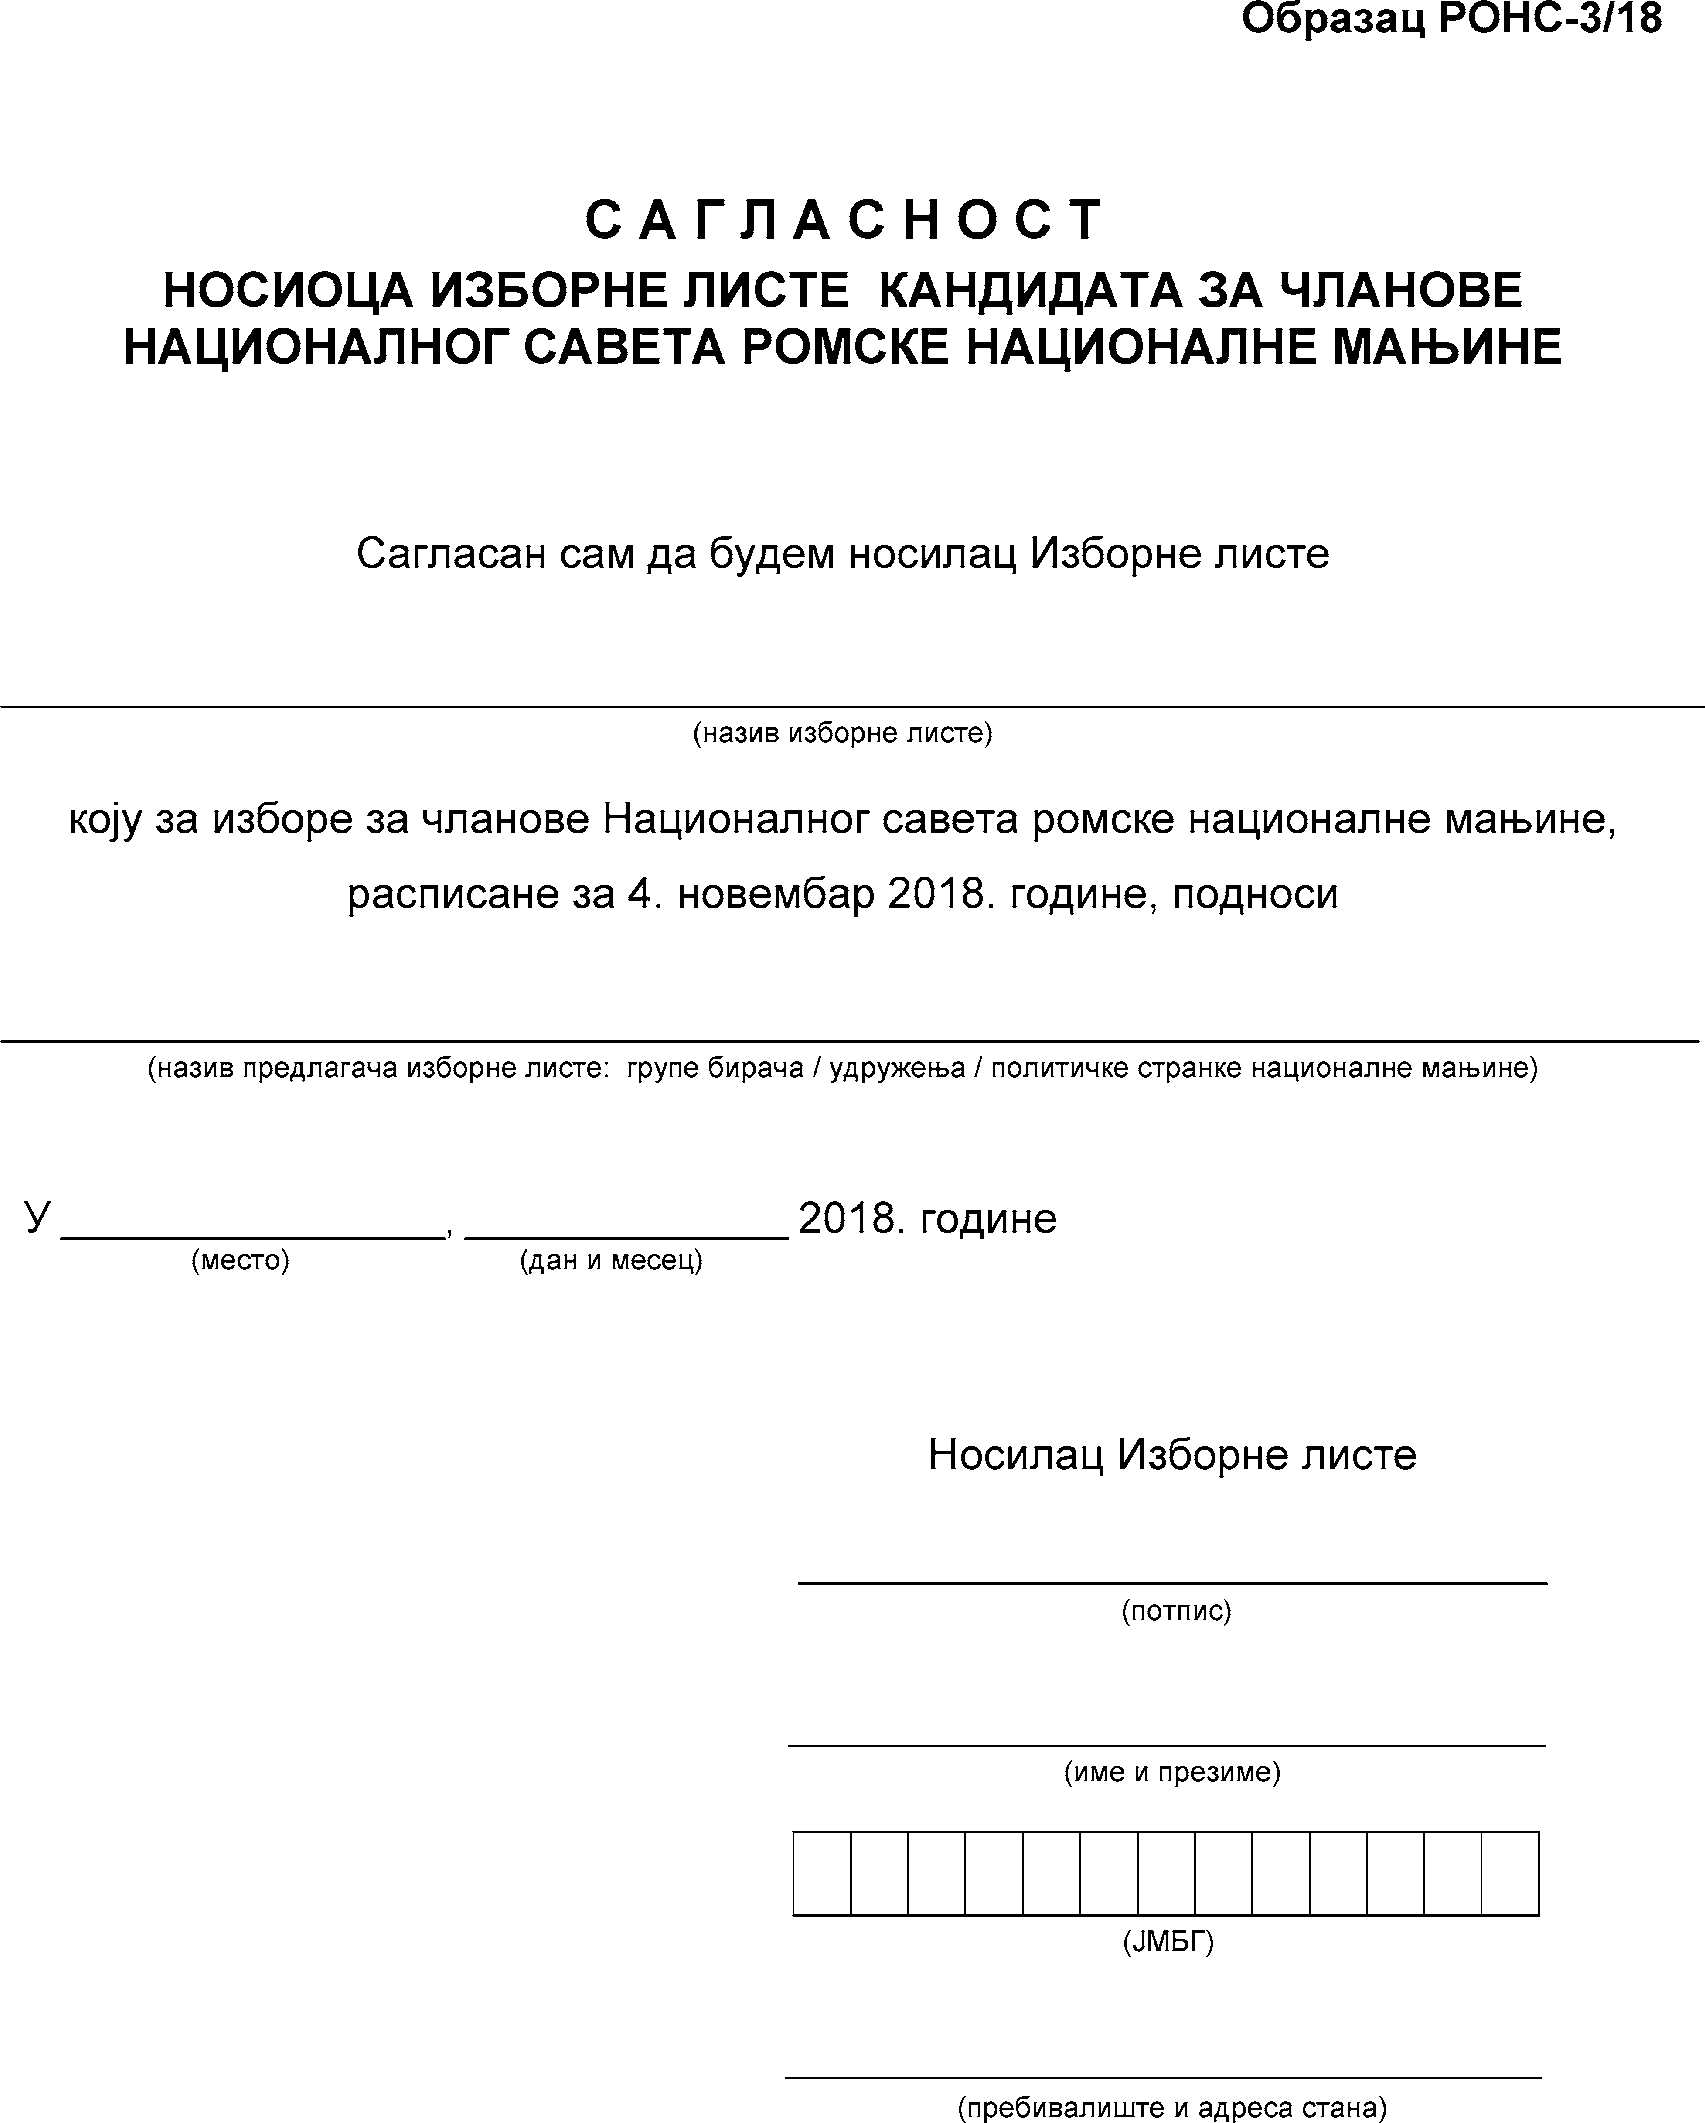 Образац РОНС-3/18
С А Г Л А С Н О С Т
НОСИОЦА ИЗБОРНЕ ЛИСТЕ КАНДИДАТА ЗА ЧЛАНОВЕ
НАЦИОНАЛНОГ САВЕТА РОМСКЕ НАЦИОНАЛНЕ МАЊИНЕ
Сагласан сам да будем носилац Изборне листе
(назив изборне листе)
коју за изборе за чланове Националног савета ромске националне мањине,
расписане за 4. новембар 2018. године, подноси
(назив предлагача изборне листе: групе бирача / удружења / политичке странке националне мањине)
У ________________, ______________ 2018. године
(место) (дан и месец)
Носилац Изборне листе
(потпис)
(име и презиме)
(ЈМБГ)
(пребивалиште и адреса стана)